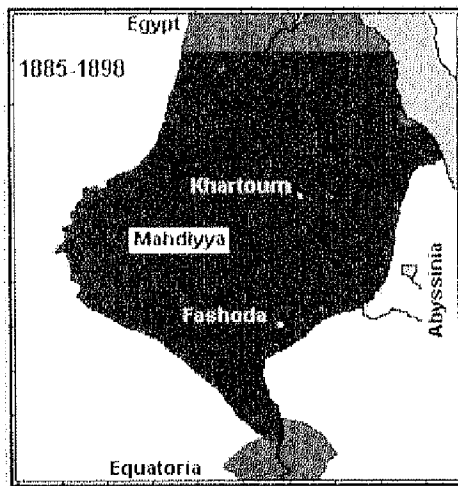 Egypt
1885-1898
Khartoum
Mahdiyya
Fashoda
Abyssinia
Equatoria